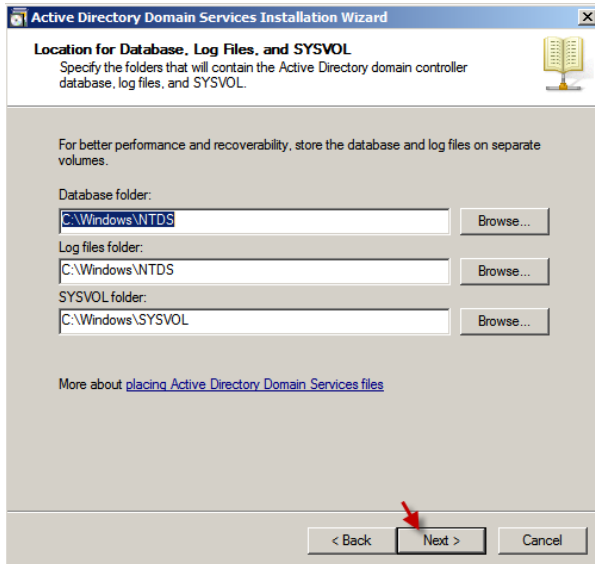 Active Directory Domain Services Installation Wizard
Location for Database, Log Files, and SYSVOL
Specify the folders that will contain the Active Directory domain controller
database, log files, and SYSVOL.
For better performance and recoverability, store the database and log files on separate
volumes.
Database folder:
C:\Windows\NTDS
Browse...
Log files folder:
C:\Windows\NTDS
Browse...
SYSVOL folder:
C:\Windows\SYSVOL
Browse...
More about placing Active Directory Domain Services files
< Back Next > Cancel